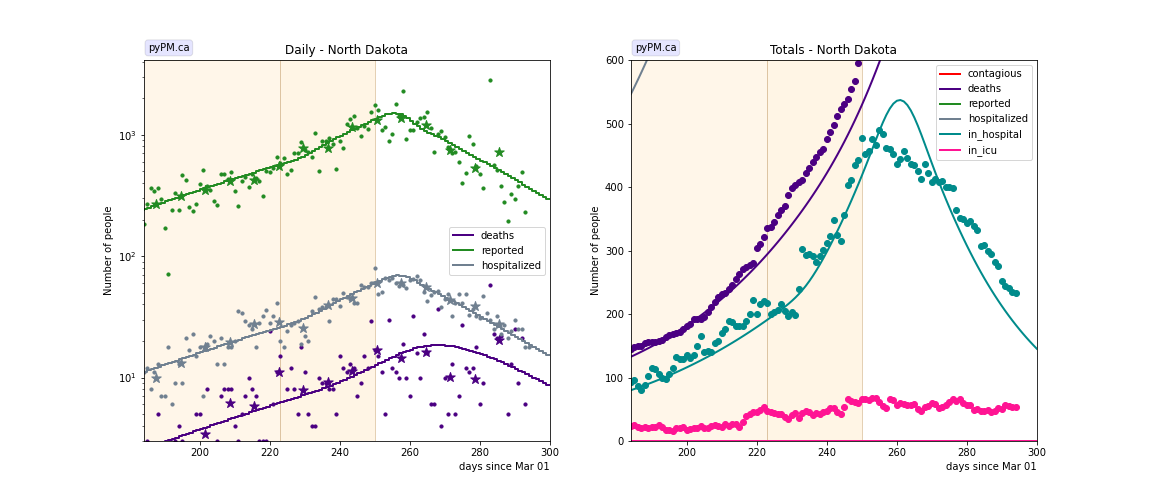 pyPM.ca
Daily - North Dakota
Number of people
10³
10²
10¹
deaths
reported
hospitalized
200
220
240
260
280
300
days since Mar 01
pyPM.ca
Totals - North Dakota
Number of people
600
500
400
300
200
100
0
contagious
deaths
reported
hospitalized
in_hospital
in_icu
200
220
240
260
280
300
days since Mar 01